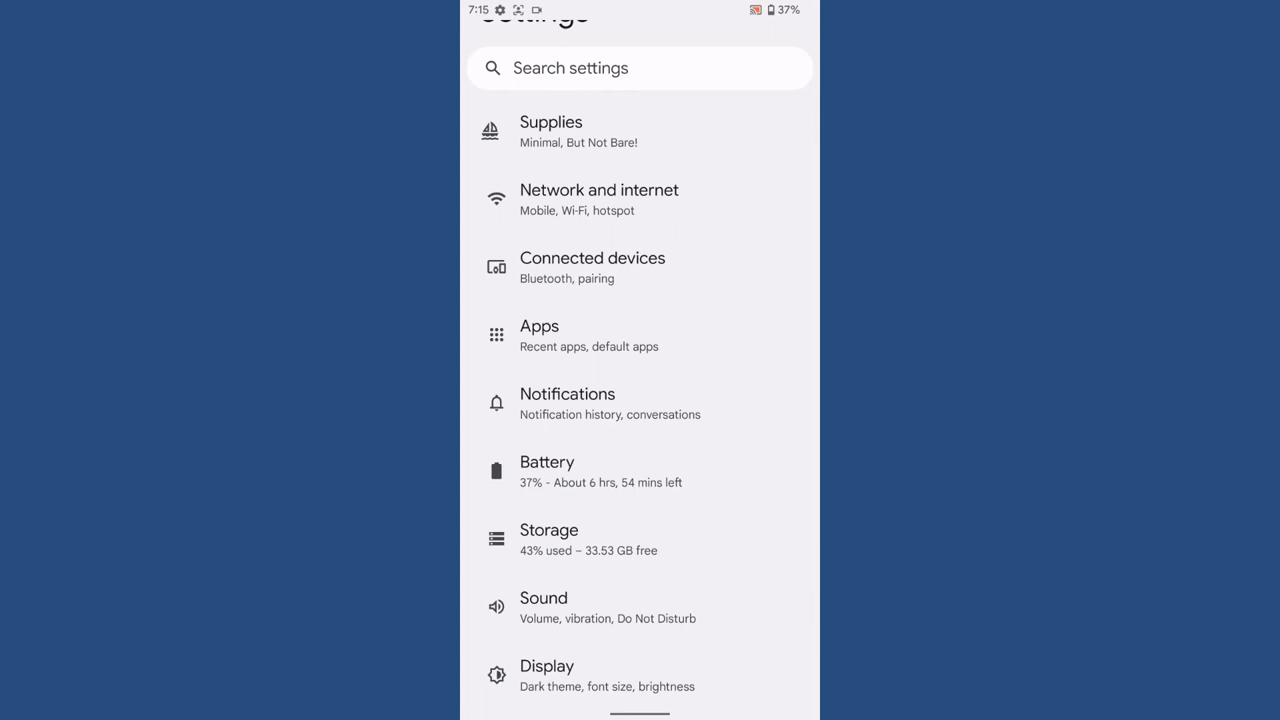 7:15
37%
Settings
Search settings
Supplies
Minimal, But Not Bare!
Network and internet
Mobile, Wi-Fi, hotspot
Connected devices
Bluetooth, pairing
Apps
Recent apps, default apps
Notifications
Notification history, conversations
Battery
37% - About 6 hrs, 54 mins left
Storage
43% used – 33.53 GB free
Sound
Volume, vibration, Do Not Disturb
Display
Dark theme, font size, brightness